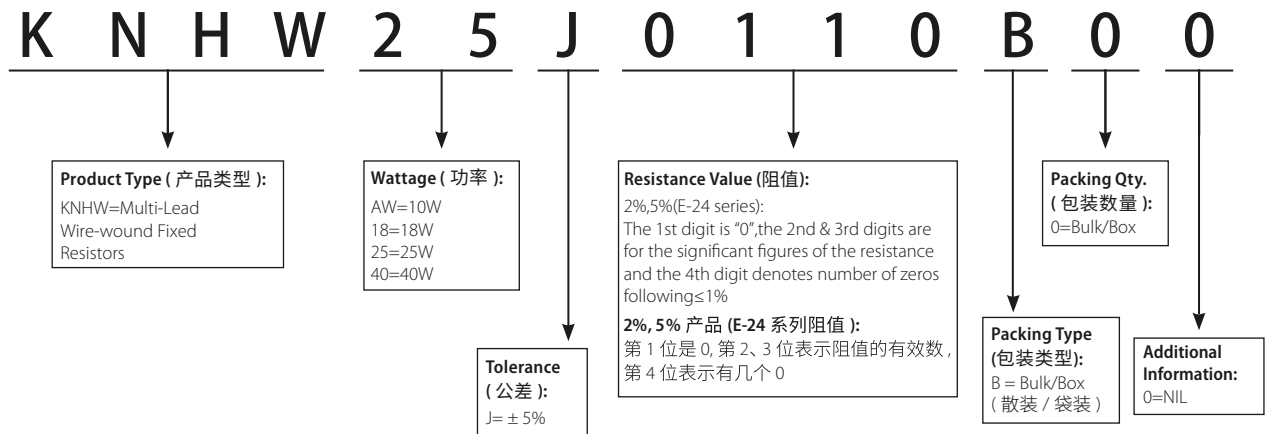 K N H W 2 5 J 0 1 1 0 B 0 0
Product Type ( 产品类型 ):
KNHW=Multi-Lead
Wire-wound Fixed
Resistors
Wattage ( 功率 ):
AW=10W
18=18W
25=25W
40=40W
Tolerance
( 公差 ):
J= ± 5%
Resistance Value (阻值):
2%,5%(E-24 series):
The 1st digit is “0”,the 2nd & 3rd digits are
for the significant figures of the resistance
and the 4th digit denotes number of zeros
following≤1%
2%, 5% 产品 (E-24 系列阻值 ):
第 1 位是 0, 第 2、3 位表示阻值的有效数 ,
第 4 位表示有几个 0
Packing Type
(包装类型):
B = Bulk/Box
( 散装 / 袋装 )
Packing Qty.
( 包装数量 ):
0=Bulk/Box
Additional
Information:
0=NIL